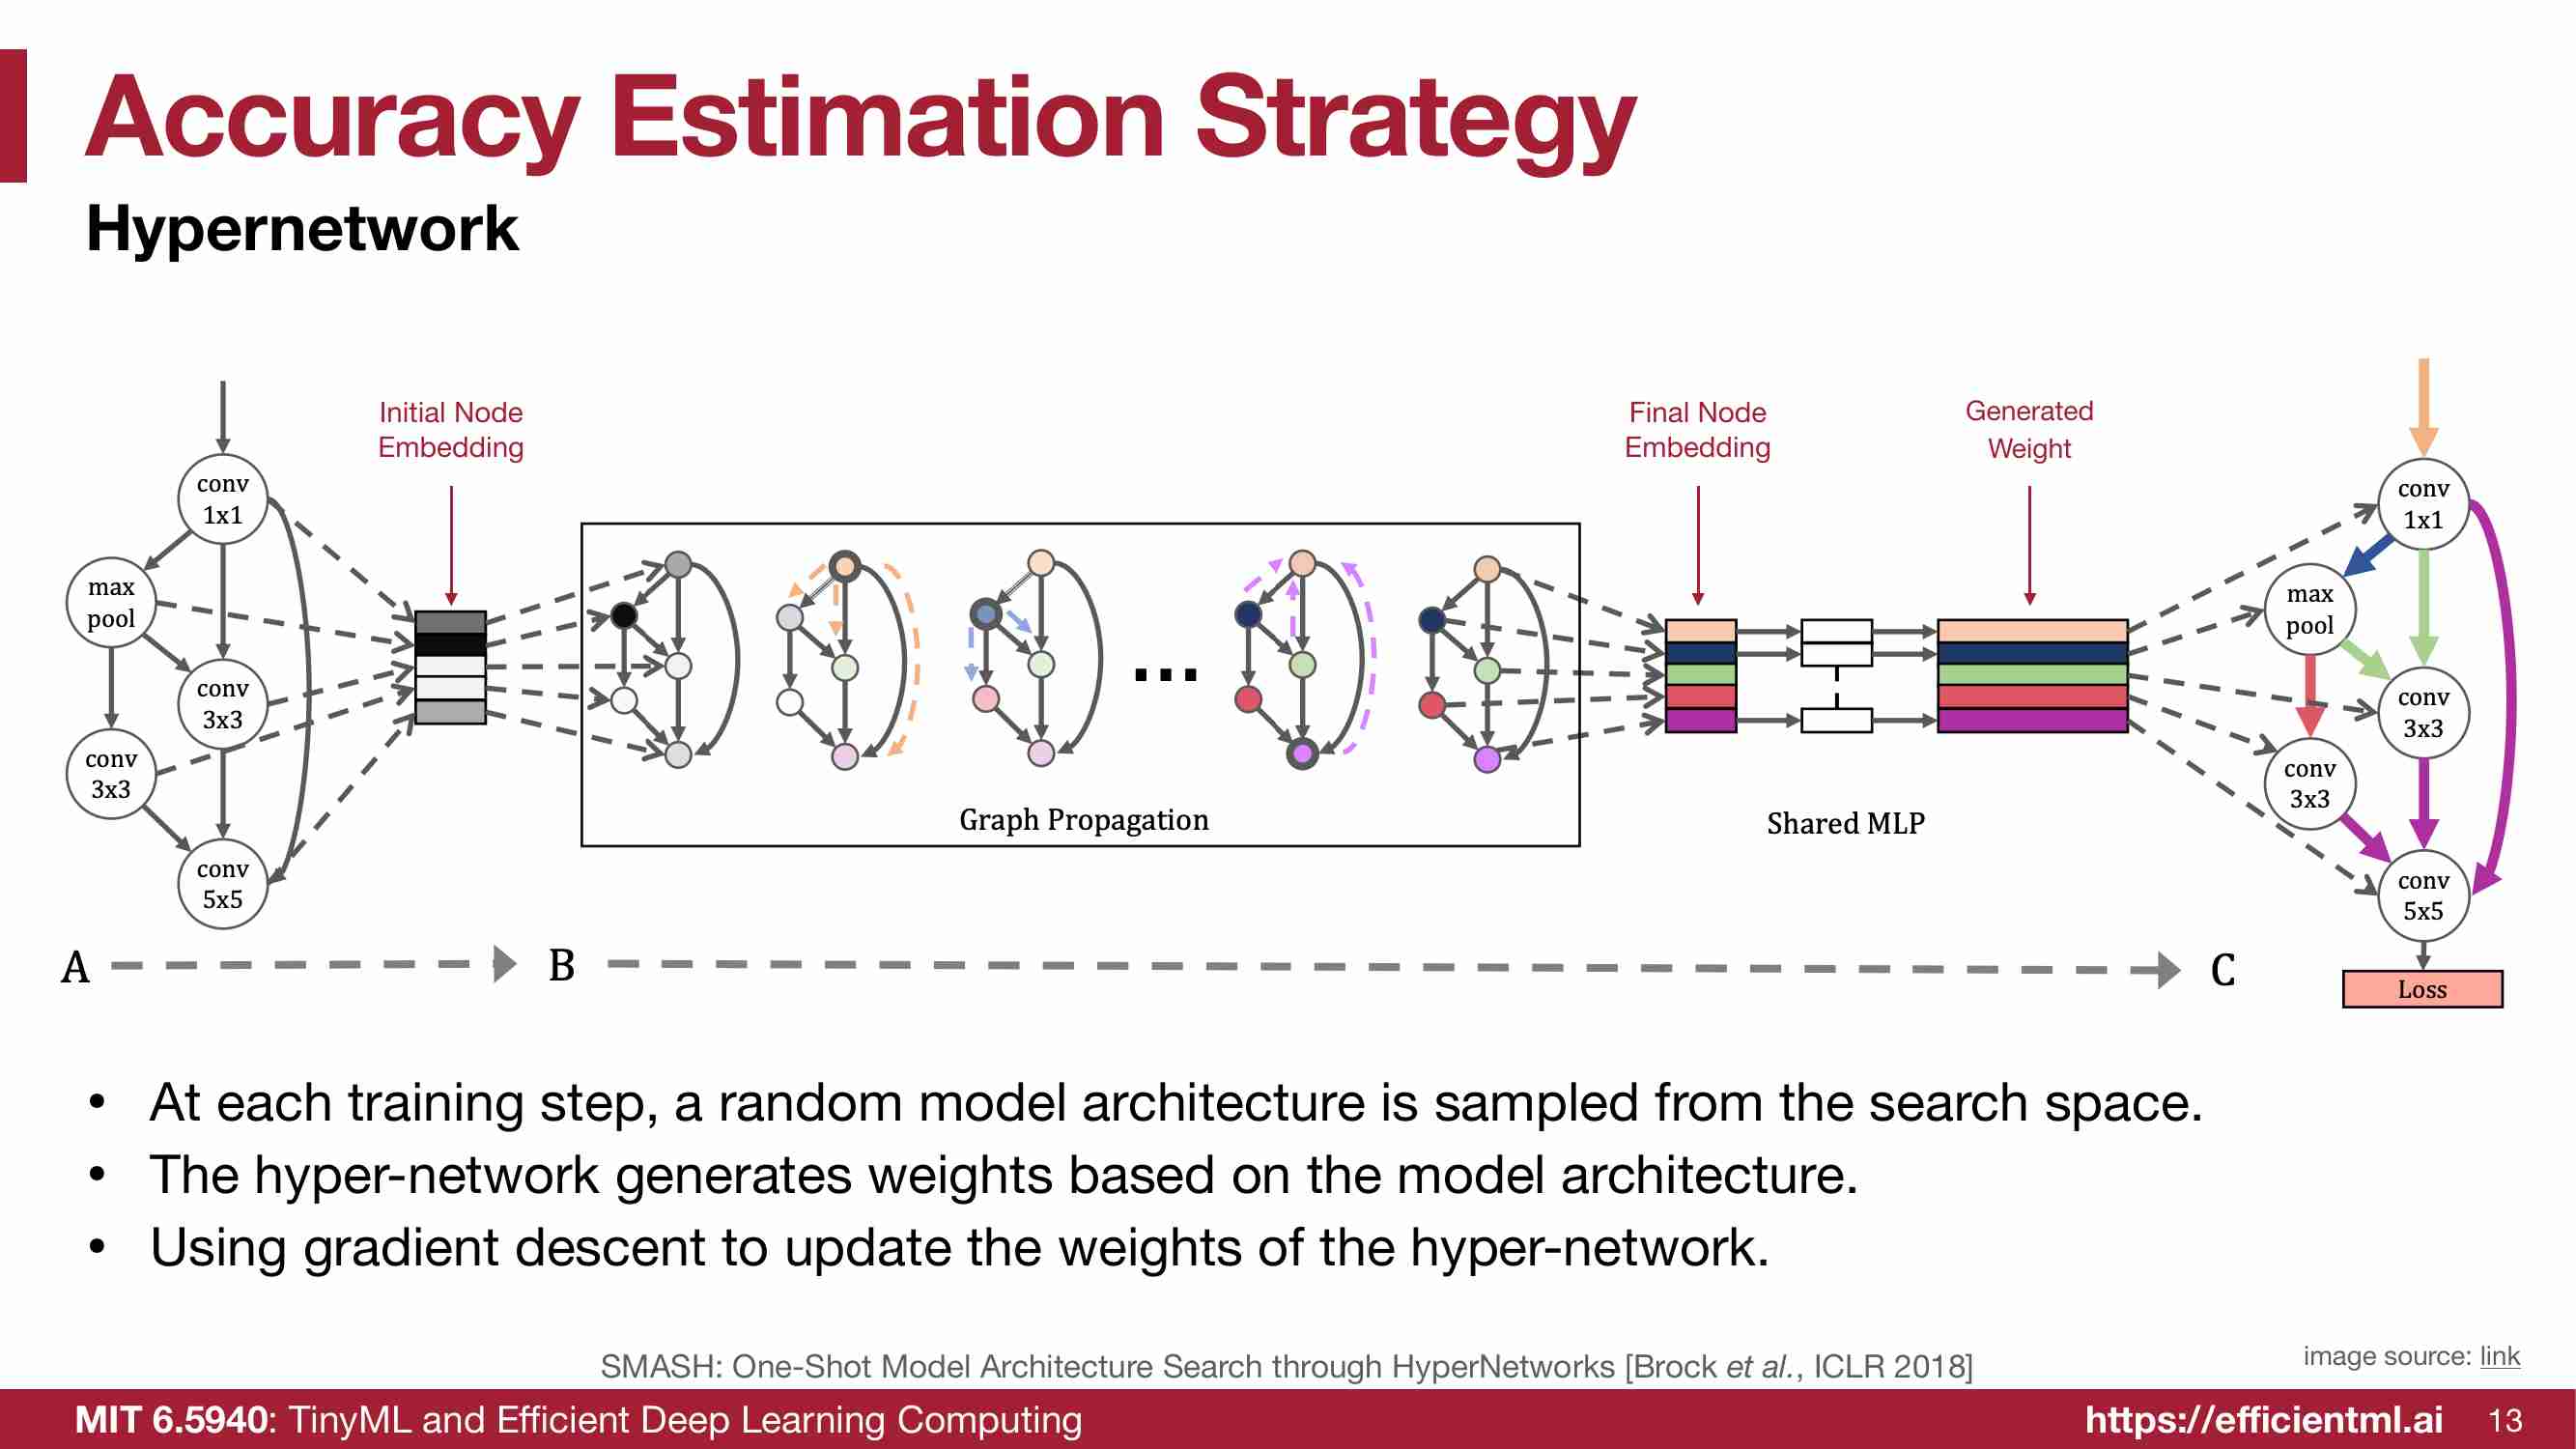 Accuracy Estimation Strategy
Hypernetwork
conv
1x1
max
pool
conv
3x3
conv
3x3
conv
5x5
Initial Node
Embedding
Graph Propagation
...
Final Node
Embedding
Shared MLP
Generated
Weight
conv
1x1
max
pool
conv
3x3
conv
3x3
conv
5x5
Loss
A
B
C
• At each training step, a random model architecture is sampled from the search space.
• The hyper-network generates weights based on the model architecture.
• Using gradient descent to update the weights of the hyper-network.
SMASH: One-Shot Model Architecture Search through HyperNetworks [Brock et al., ICLR 2018]
image source: link
MIT 6.5940: TinyML and Efficient Deep Learning Computing
https://efficientml.ai
13